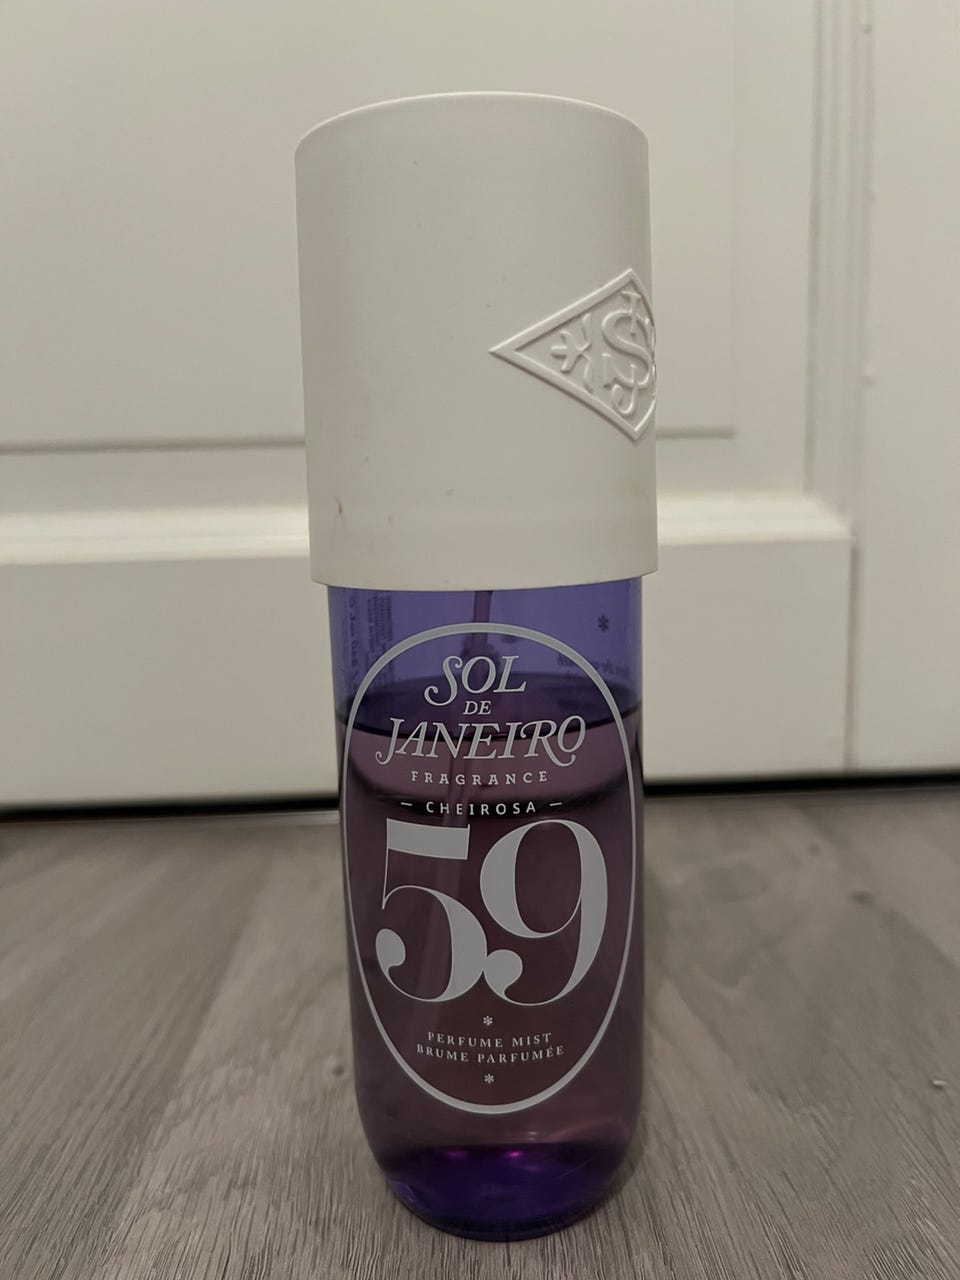 SOL
DE
JANEIRO
FRAGRANCE
— CHEIROSA —
59
*
PERFUME MIST
BRUME PARFUMÉE
*